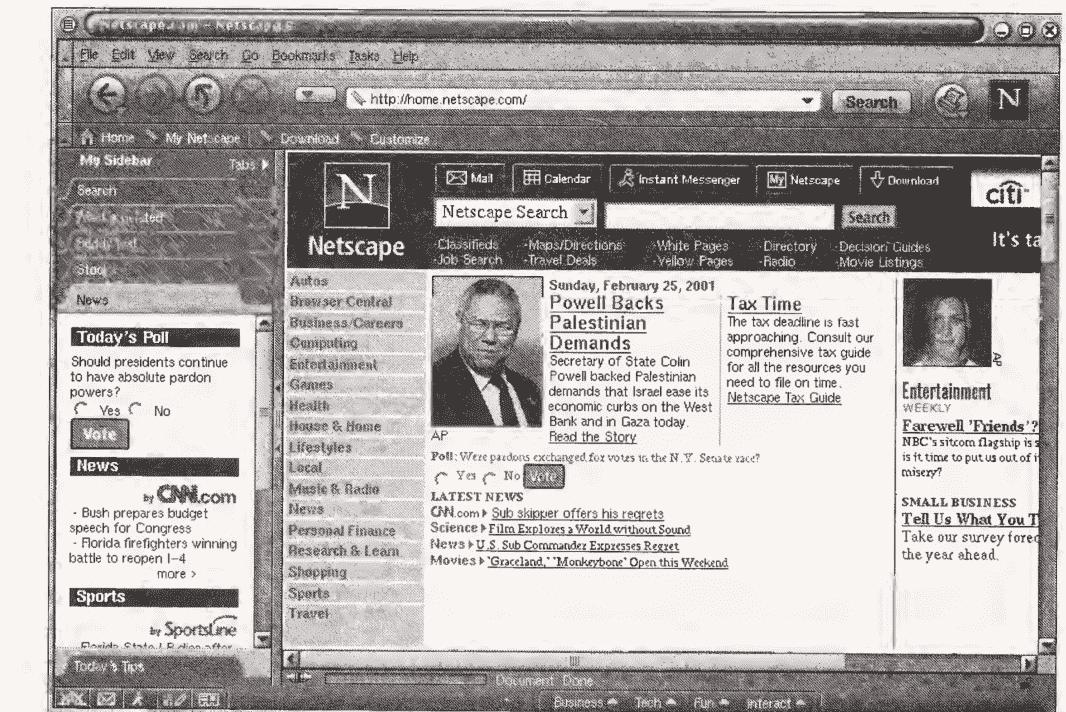 Netscape.com - Netscape 6
File Edit View Search Go Bookmarks Tasks Help
http://home.netscape.com/
Search
N
Home My Netscape Download Customize
My Sidebar Tabs
Search
Stock
News
Today's Poll
Should presidents continue
to have absolute pardon
powers?
Yes No
Vote
News
by CNN.com
- Bush prepares budget
speech for Congress
- Florida firefighters winning
battle to reopen I-4
more >
Sports
by SportsLine
Today's Tips
N
Netscape
Mail Calendar Instant Messenger My Netscape Download
Netscape Search Search
-Classifieds -Maps/Directions -White Pages -Directory -Decision Guides
-Job Search -Travel Deals -Yellow Pages -Radio -Movie Listings
citi
It's ta
Autos
Browser Central
Business/Careers
Computing
Entertainment
Games
Health
House & Home
Lifestyles
Local
Music & Radio
News
Personal Finance
Research & Learn
Shopping
Sports
Travel
AP
Sunday, February 25, 2001
Powell Backs
Palestinian
Demands
Secretary of State Colin
Powell backed Palestinian
demands that Israel ease its
economic curbs on the West
Bank and in Gaza today.
Read the Story
Tax Time
The tax deadline is fast
approaching. Consult our
comprehensive tax guide
for all the resources you
need to file on time.
Netscape Tax Guide
Poll: Were pardons exchanged for votes in the N.Y. Senate race?
Yes No Vote
LATEST NEWS
CNN.com Sub skipper offers his regrets
Science Film Explores a World without Sound
News U.S. Sub Commander Expresses Regret
Movies "Graceland," "Monkeybone" Open this Weekend
AP
Entertainment
WEEKLY
Farewell 'Friends'?
NBC's sitcom flagship is s
is it time to put us out of i
misery?
SMALL BUSINESS
Tell Us What You T
Take our survey forec
the year ahead.
Document: Done
Business Tech Fun Interact